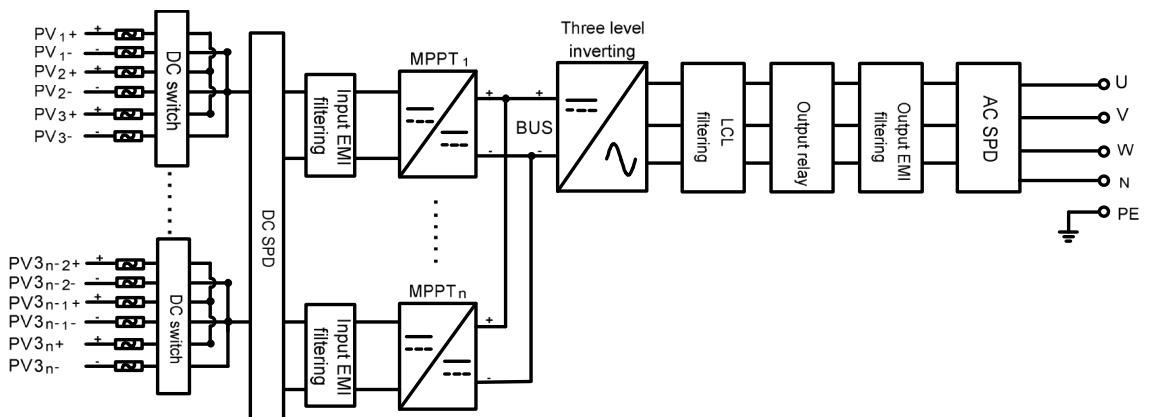 PV1+
PV1-
PV2+
PV2-
PV3+
PV3-
DC switch
PV3n-2+
PV3n-2-
PV3n-1+
PV3n-1-
PV3n+
PV3n-
DC switch
DC SPD
Input EMI
filtering
Input EMI
filtering
MPPT1
MPPTn
BUS
Three level
inverting
LCL
filtering
Output relay
Output EMI
filtering
AC SPD
U
V
W
N
PE